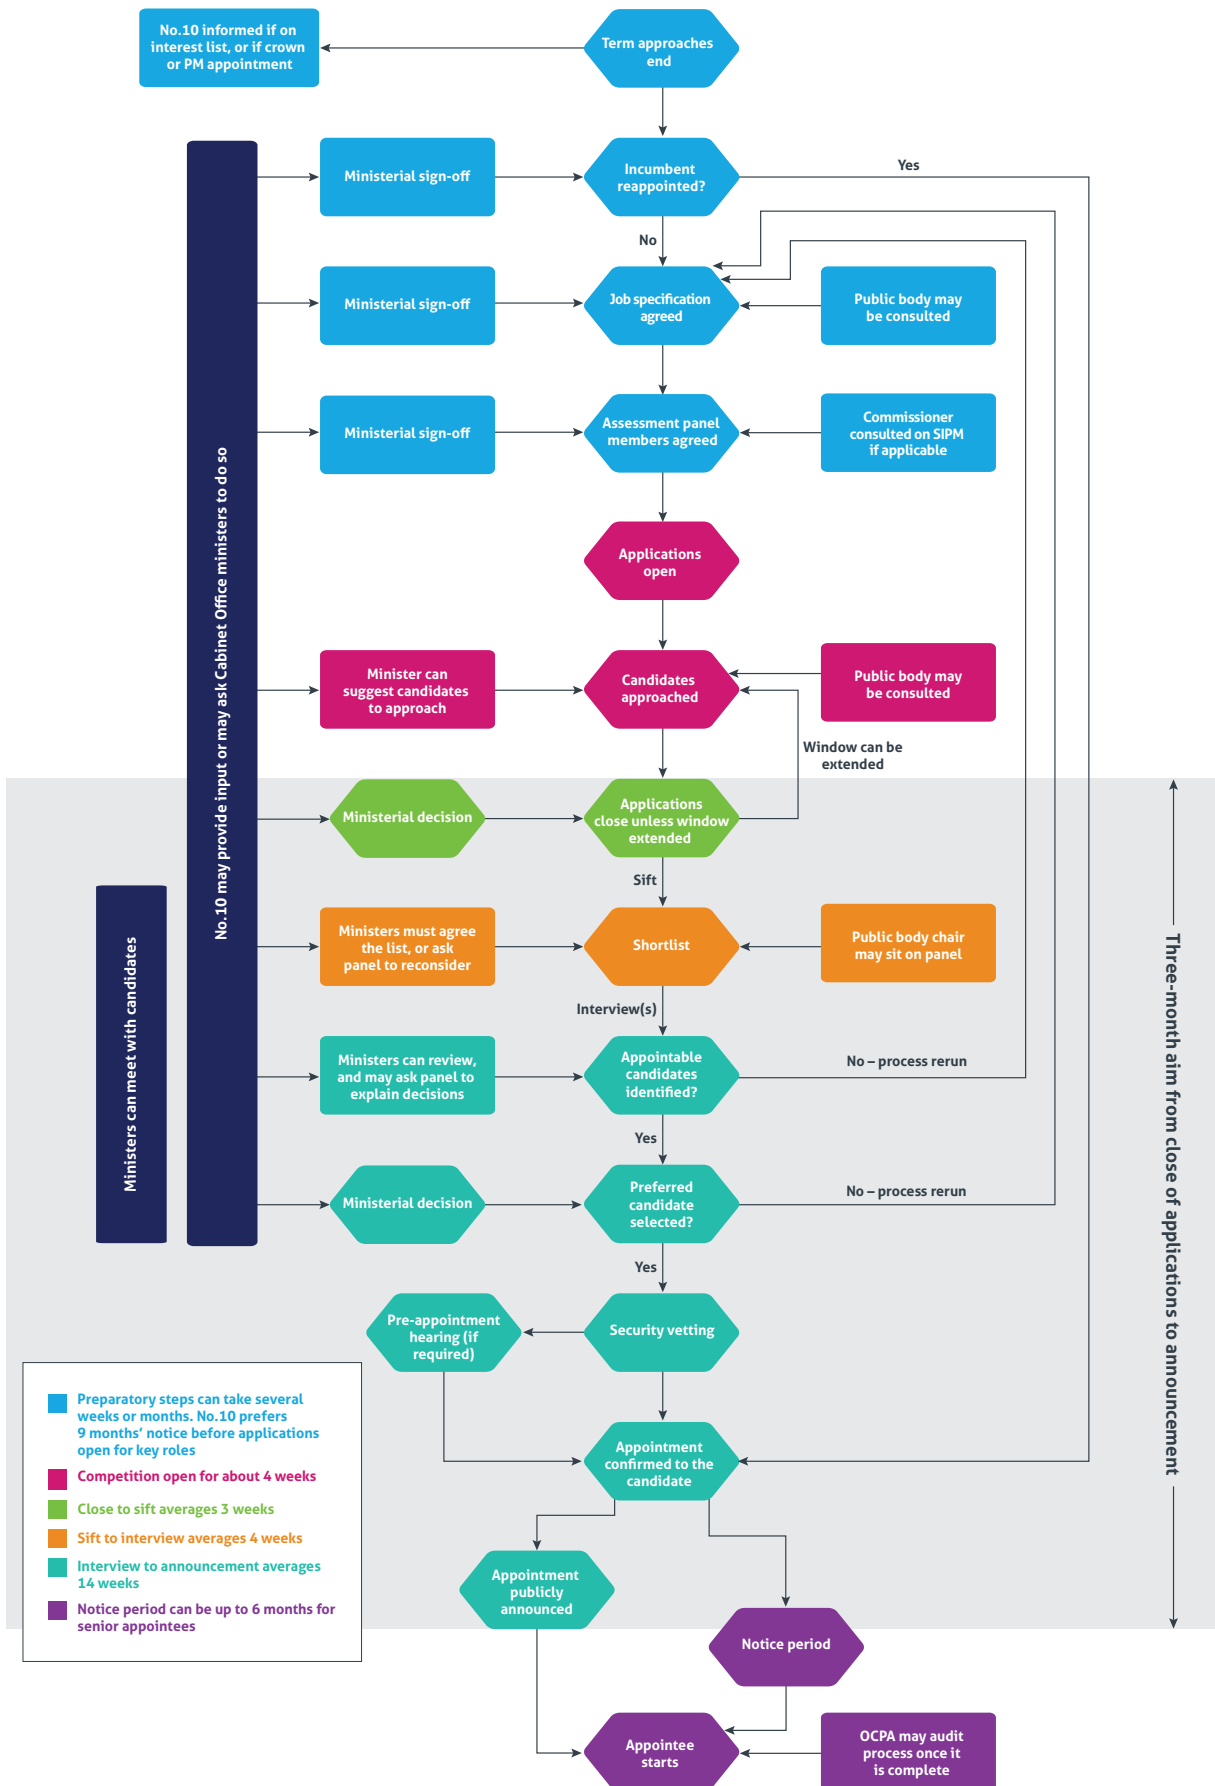 No.10 informed if on
interest list, or if crown
or PM appointment
Term approaches
end
Ministerial sign-off
Incumbent
reappointed?
Yes
No
Ministerial sign-off
Job specification
agreed
Public body may
be consulted
Ministerial sign-off
Assessment panel
members agreed
Commissioner
consulted on SIPM
if applicable
No.10 may provide input or may ask Cabinet Office ministers to do so
Applications
open
Minister can
suggest candidates
to approach
Candidates
approached
Public body may
be consulted
Window can be
extended
Ministerial decision
Applications
close unless window
extended
Sift
Ministers can meet with candidates
Ministers must agree
the list, or ask
panel to reconsider
Shortlist
Public body chair
may sit on panel
Three-month aim from close of applications to announcement
Interview(s)
Ministers can review,
and may ask panel to
explain decisions
Appointable
candidates
identified?
No – process rerun
Yes
Ministerial decision
Preferred
candidate
selected?
No – process rerun
Yes
Pre-appointment
hearing (if
required)
Security vetting
Appointment
confirmed to the
candidate
Preparatory steps can take several
weeks or months. No.10 prefers
9 months’ notice before applications
open for key roles
Competition open for about 4 weeks
Close to sift averages 3 weeks
Sift to interview averages 4 weeks
Interview to announcement averages
14 weeks
Notice period can be up to 6 months for
senior appointees
Appointment
publicly
announced
Notice period
Appointee
starts
OCPA may audit
process once it
is complete